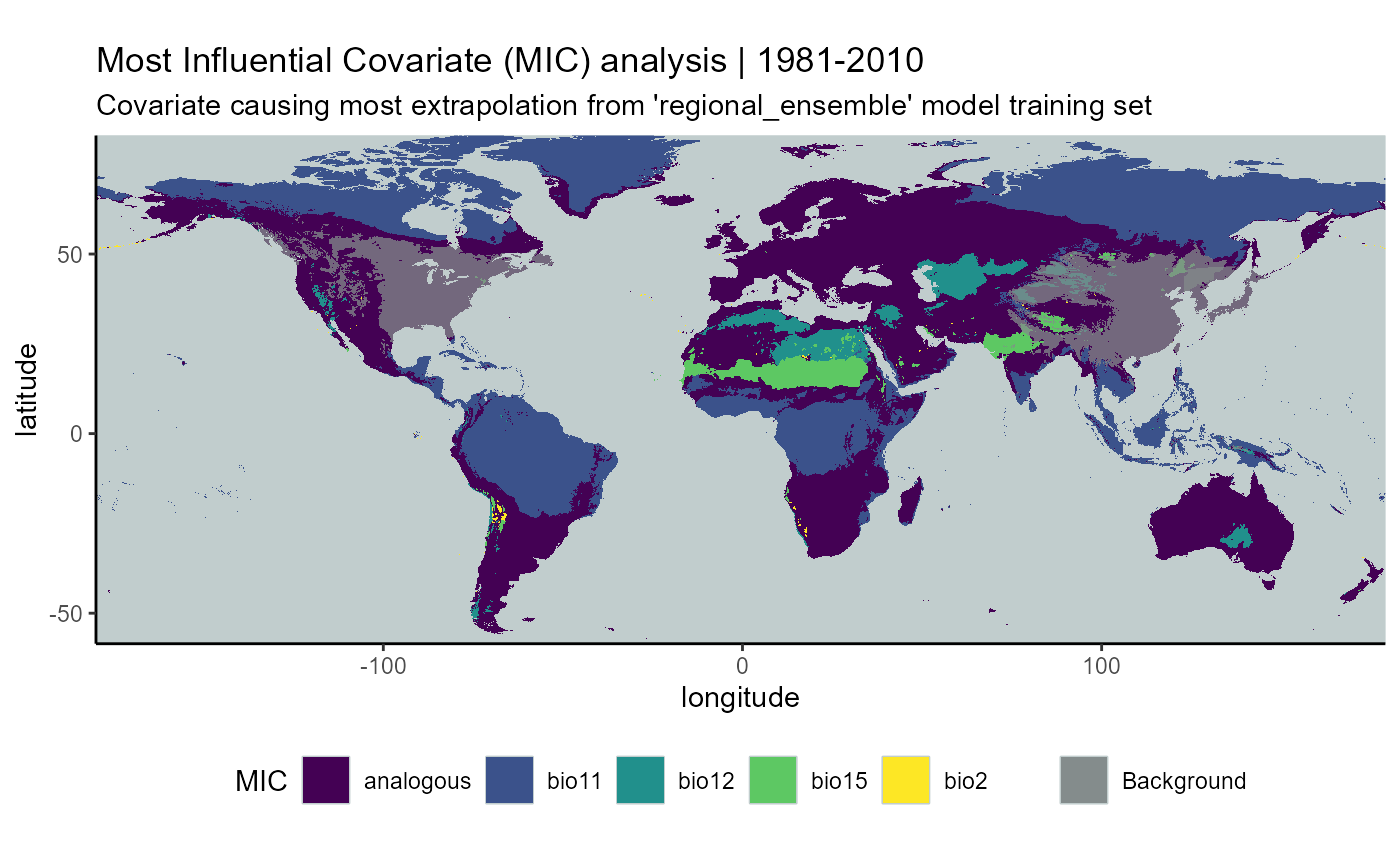 Most Influential Covariate (MIC) analysis | 1981-2010
Covariate causing most extrapolation from 'regional_ensemble' model training set
latitude
50
0
-50
-100
0
100
longitude
MIC
analogous
bio11
bio12
bio15
bio2
Background